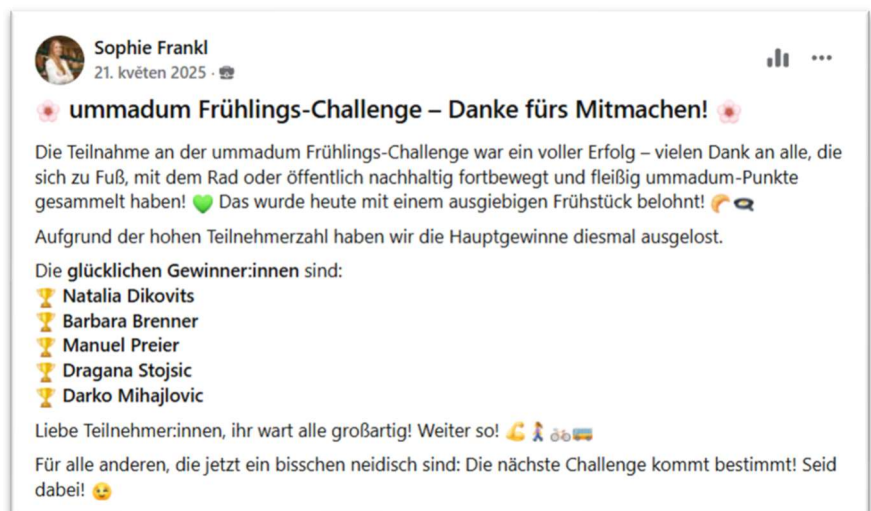 Sophie Frankl
21. květen 2025 ·
🌸 ummadum Frühlings-Challenge – Danke fürs Mitmachen! 🌸
Die Teilnahme an der ummadum Frühlings-Challenge war ein voller Erfolg – vielen Dank an alle, die
sich zu Fuß, mit dem Rad oder öffentlich nachhaltig fortbewegt und fleißig ummadum-Punkte
gesammelt haben! 💚 Das wurde heute mit einem ausgiebigen Frühstück belohnt! 🥐🍳
Aufgrund der hohen Teilnehmerzahl haben wir die Hauptgewinne diesmal ausgelost.
Die glücklichen Gewinner:innen sind:
🏆 Natalia Dikovits
🏆 Barbara Brenner
🏆 Manuel Preier
🏆 Dragana Stojsic
🏆 Darko Mihajlovic
Liebe Teilnehmer:innen, ihr wart alle großartig! Weiter so! 💪🚶‍♀️🚲🚌
Für alle anderen, die jetzt ein bisschen neidisch sind: Die nächste Challenge kommt bestimmt! Seid
dabei! 😉